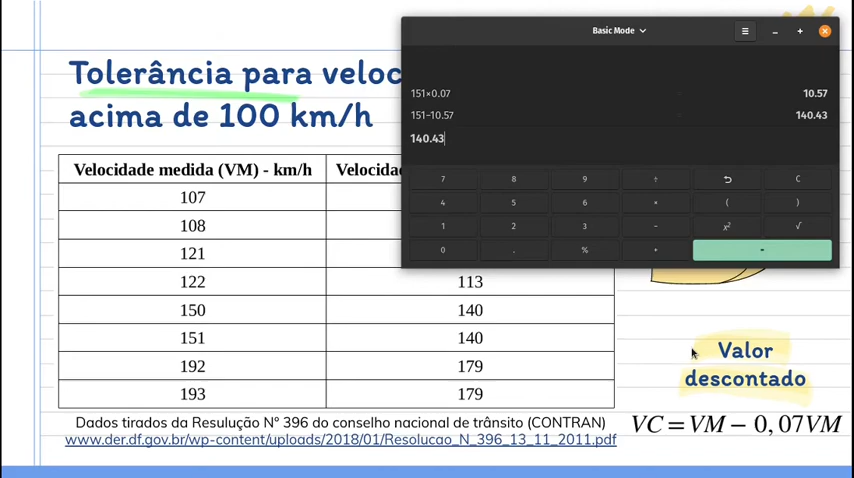 Tolerância para veloc
acima de 100 km/h
Basic Mode
151×0.07 = 10.57
151−10.57 = 140.43
140.43
7 8 9 ÷ C
4 5 6 × ( )
1 2 3 − x² √
0 . % + =
Velocidade medida (VM) - km/h Velocida
107
108
121
122 113
150 140
151 140
192 179
193 179
Dados tirados da Resolução Nº 396 do conselho nacional de trânsito (CONTRAN)
www.der.df.gov.br/wp-content/uploads/2018/01/Resolucao_N_396_13_11_2011.pdf
Valor
descontado
VC = VM − 0, 07VM